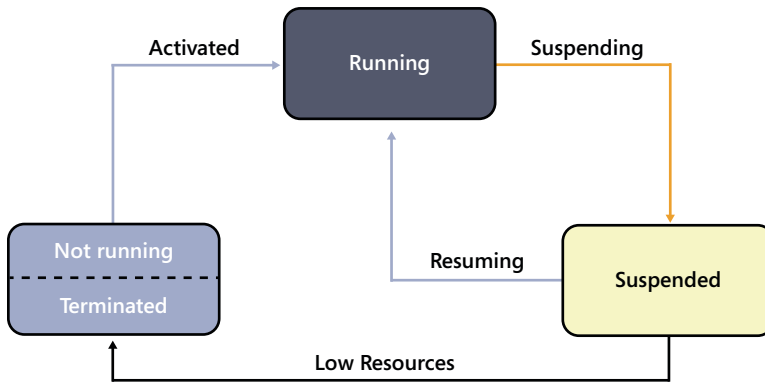 Activated
Running
Suspending
Not running
Terminated
Resuming
Suspended
Low Resources